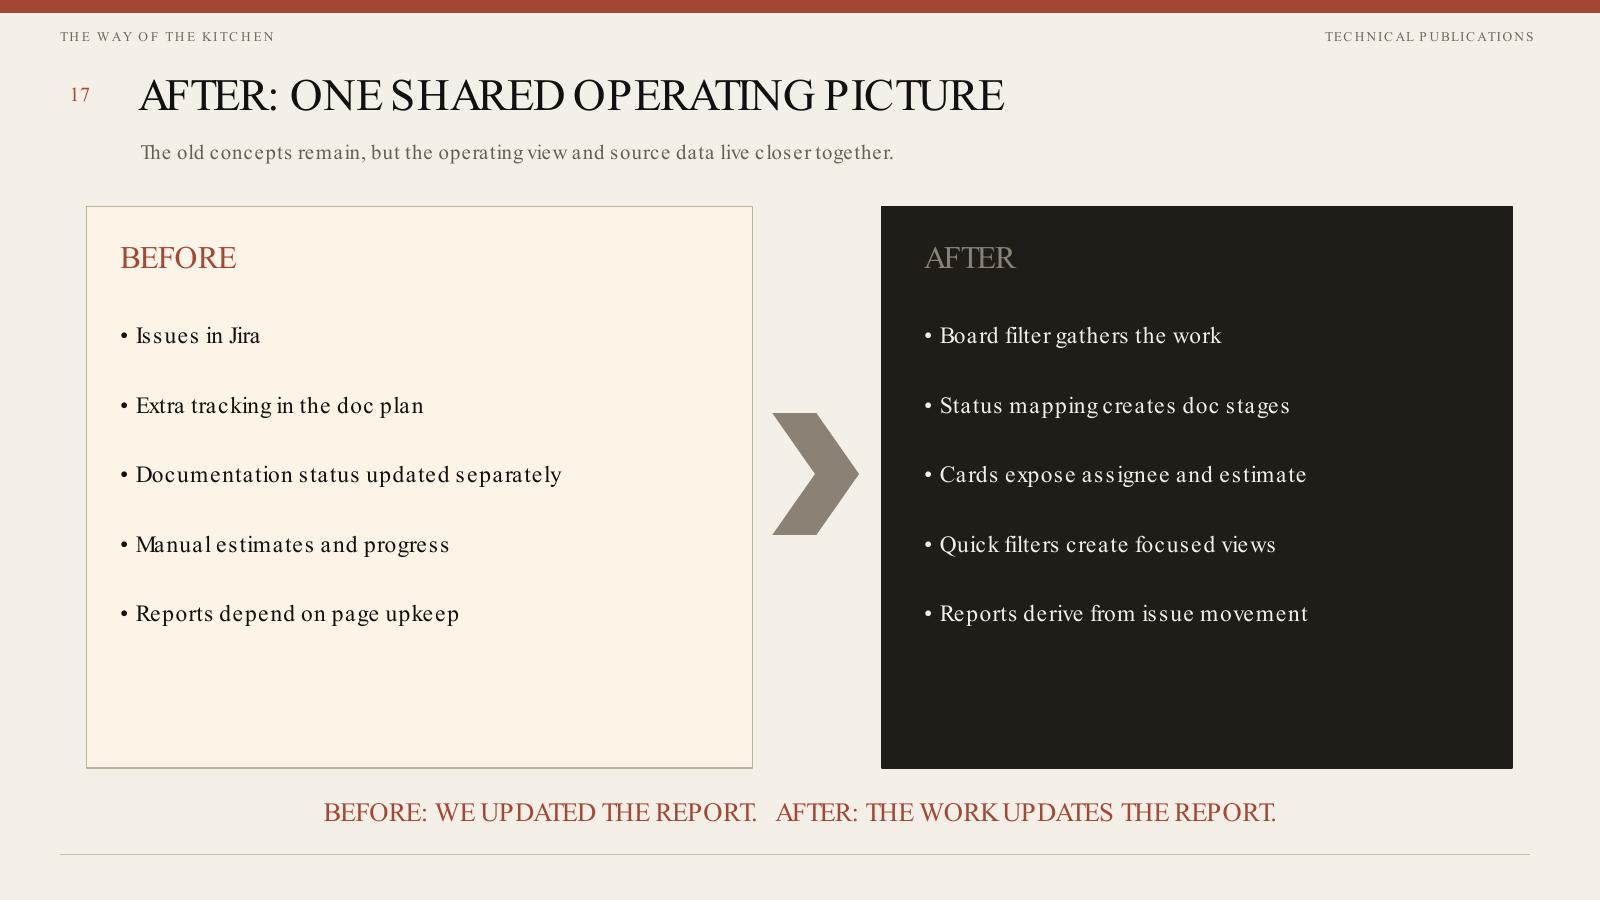 THE WAY OF THE KITCHEN
TECHNICAL PUBLICATIONS
17
AFTER: ONE SHARED OPERATING PICTURE
The old concepts remain, but the operating view and source data live closer together.
BEFORE
• Issues in Jira
• Extra tracking in the doc plan
• Documentation status updated separately
• Manual estimates and progress
• Reports depend on page upkeep
AFTER
• Board filter gathers the work
• Status mapping creates doc stages
• Cards expose assignee and estimate
• Quick filters create focused views
• Reports derive from issue movement
BEFORE: WE UPDATED THE REPORT. AFTER: THE WORK UPDATES THE REPORT.